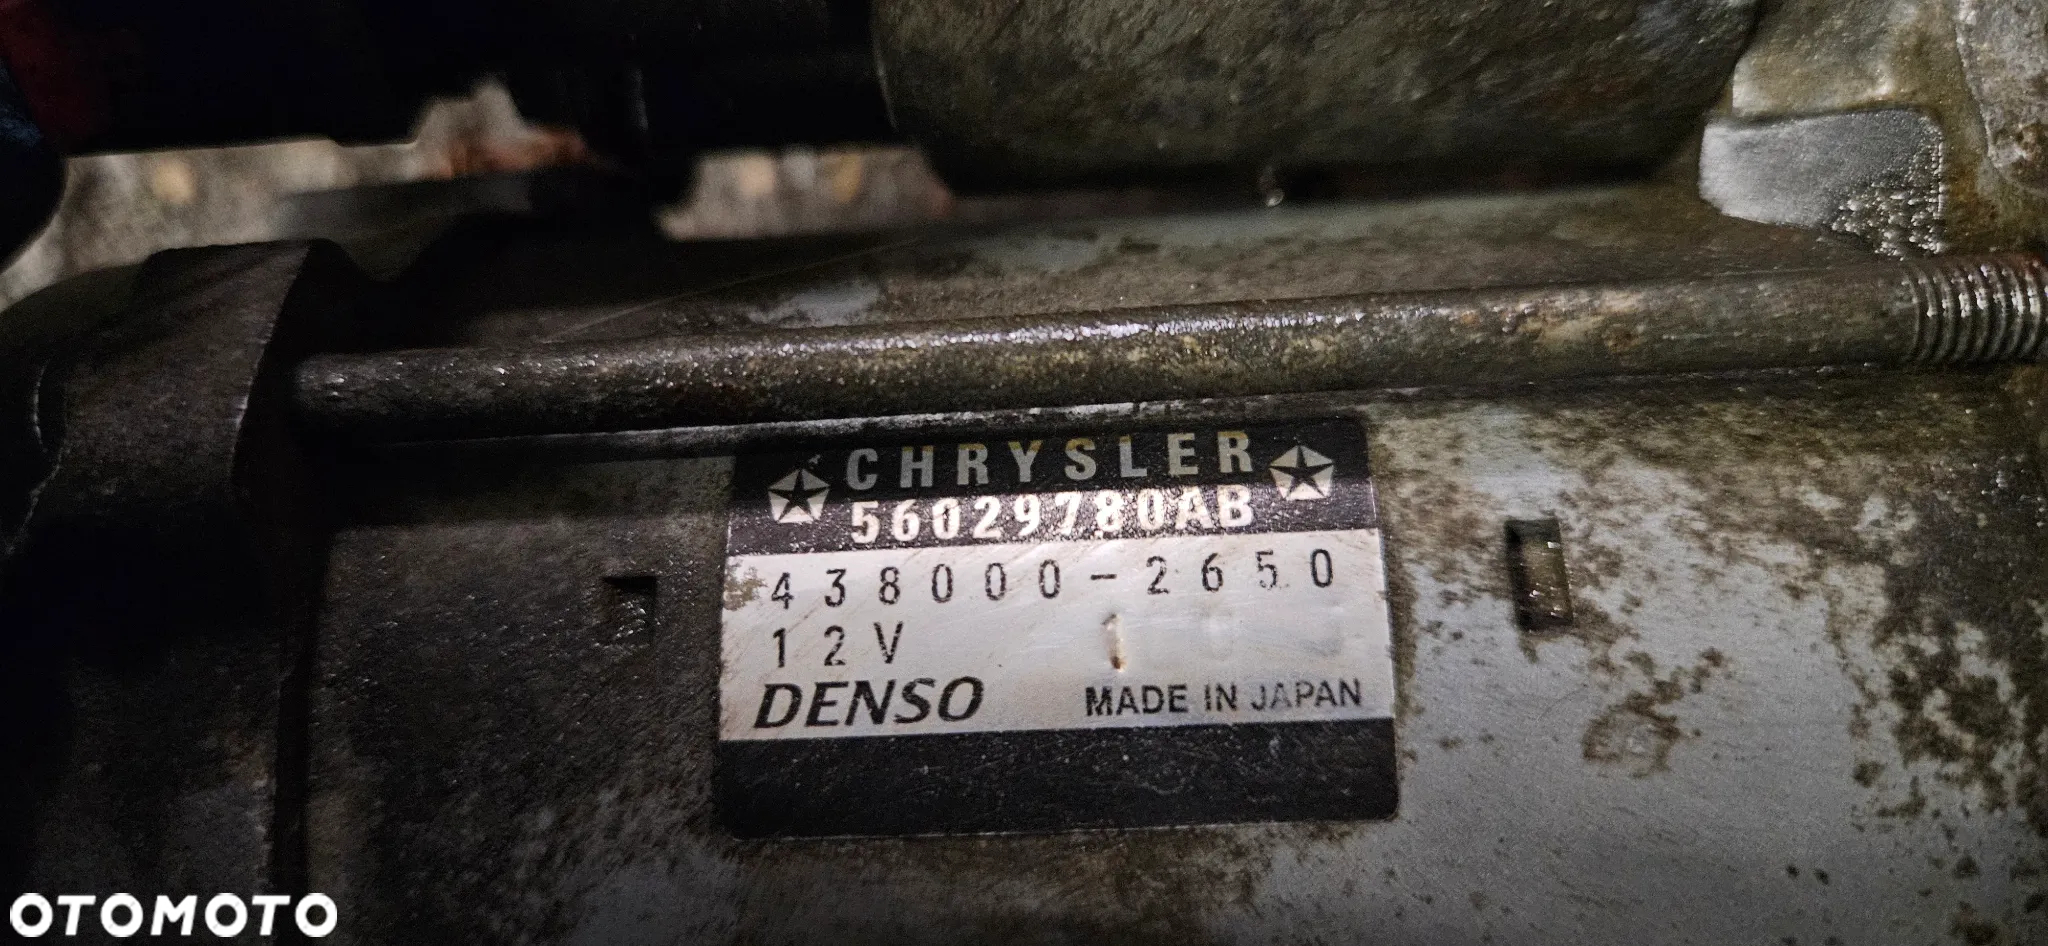 CHRYSLER
56029780AB
438000-2650
12V
DENSO MADE IN JAPAN
OTOMOTO